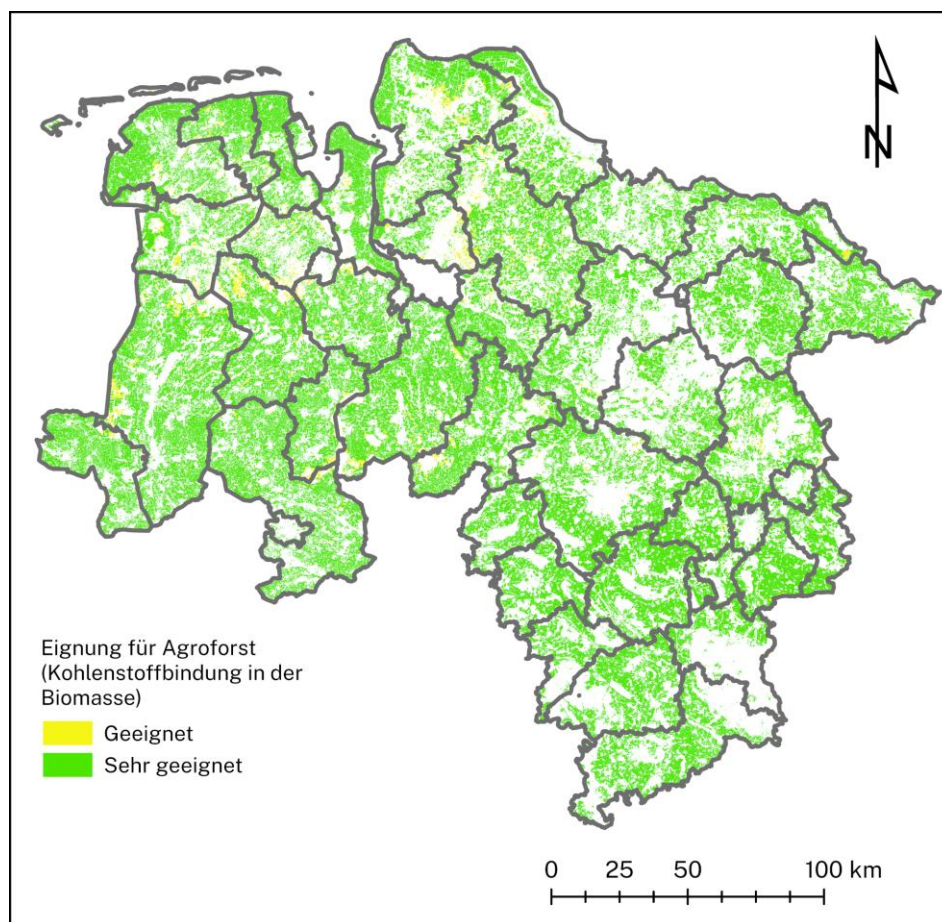 N
Eignung für Agroforst
(Kohlenstoffbindung in der
Biomasse)
Geeignet
Sehr geeignet
0 25 50 100 km